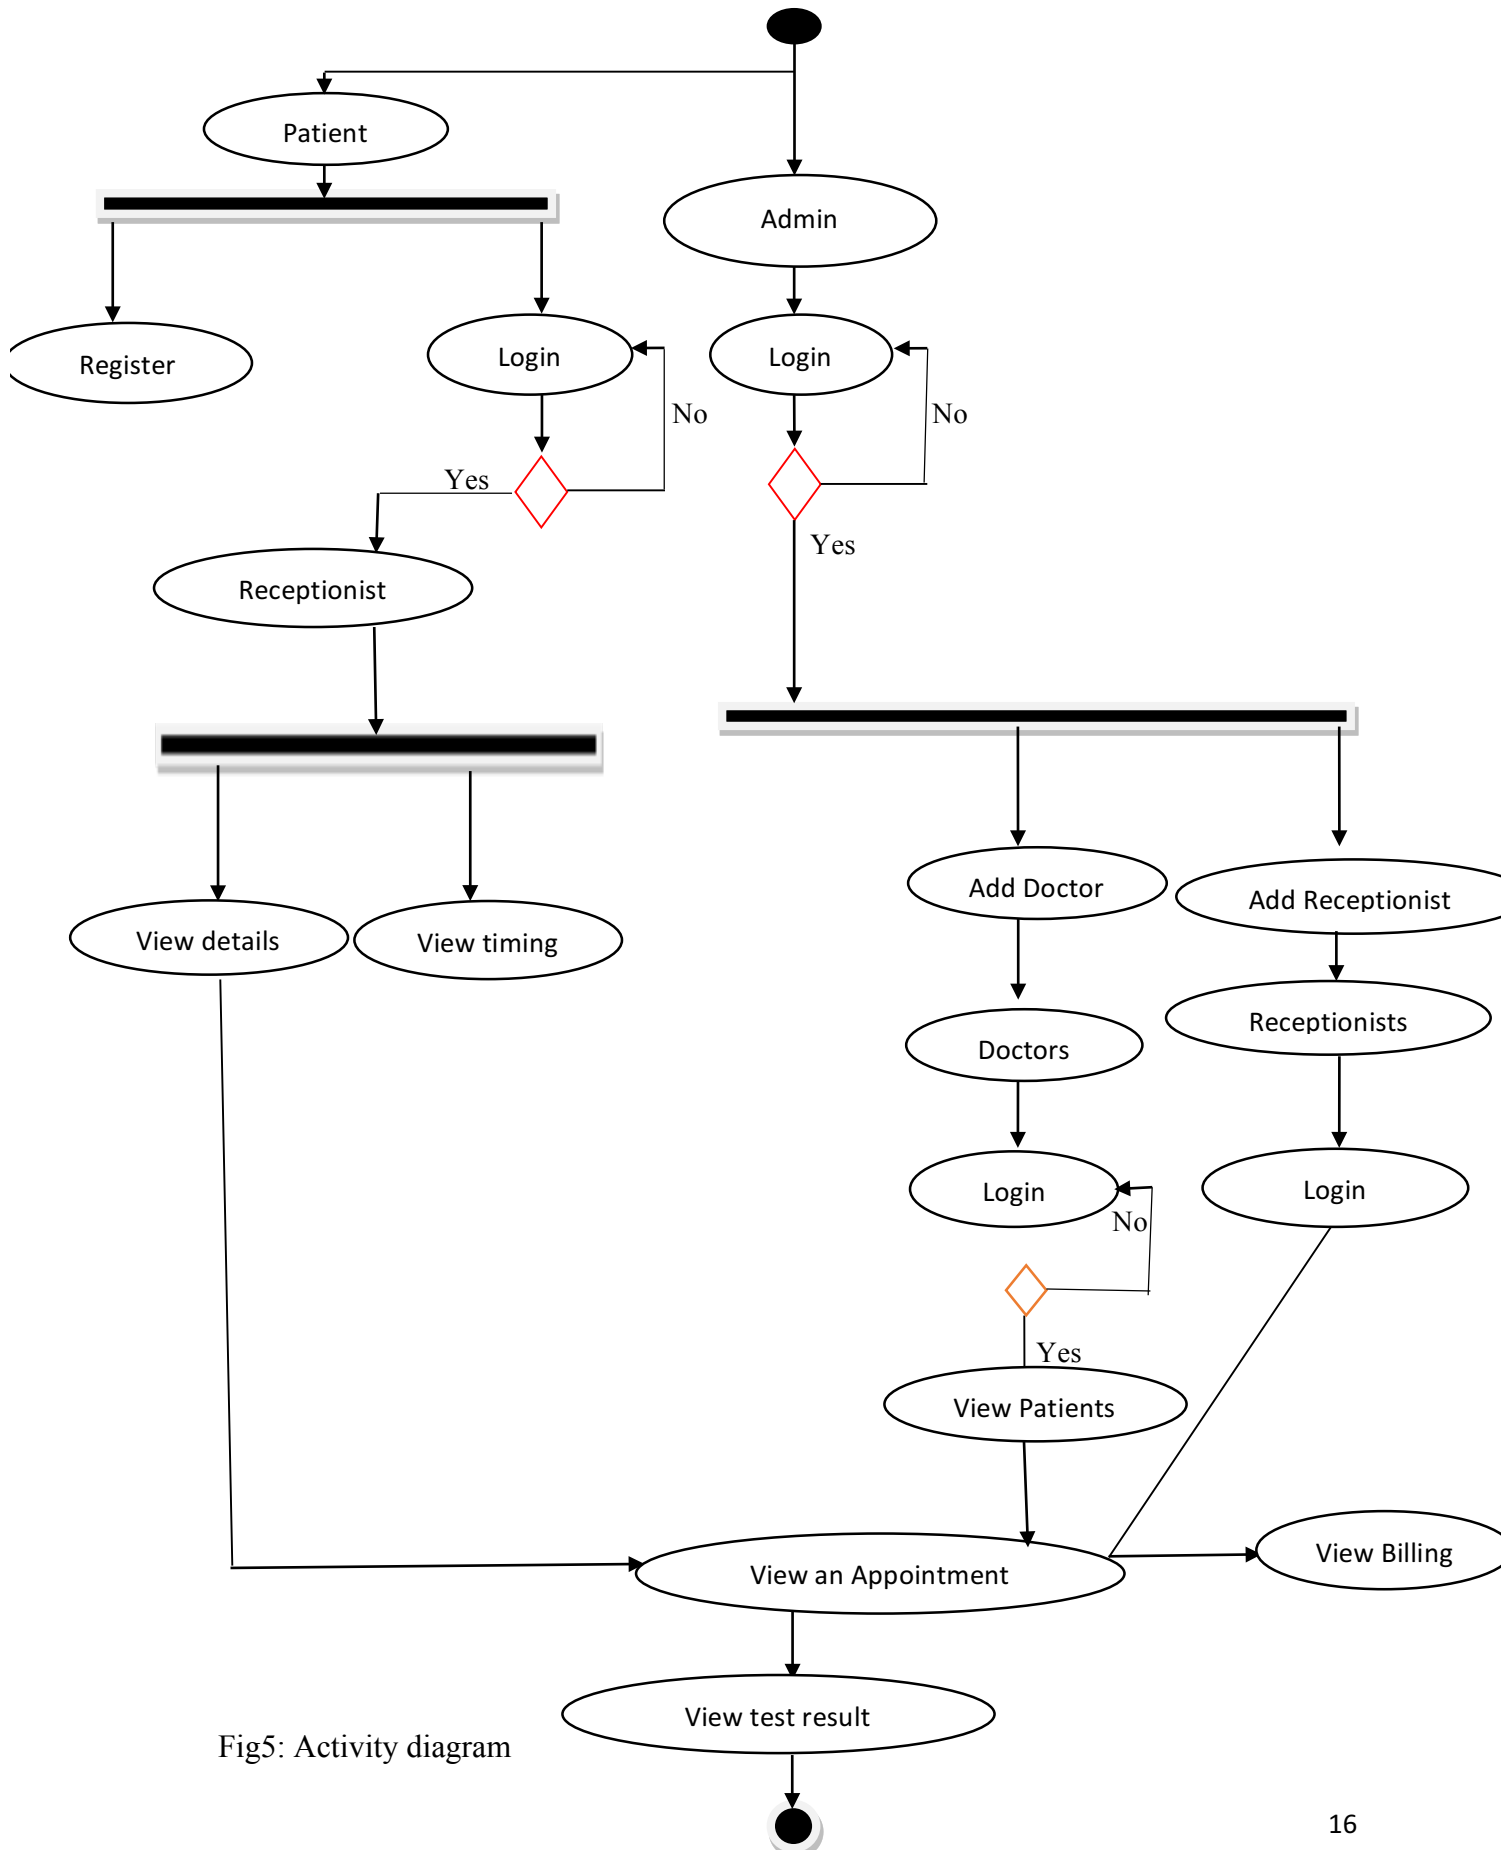 Patient
Admin
Register
Login
Login
No
No
Yes
Yes
Receptionist
Add Doctor
Add Receptionist
View details
View timing
Receptionists
Doctors
Login
Login
No
Yes
View Patients
View Billing
View an Appointment
View test result
Fig5: Activity diagram
16